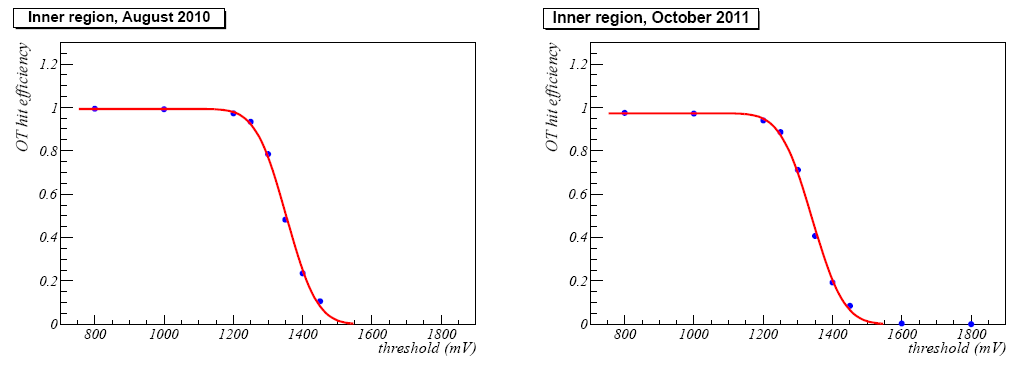 Inner region, August 2010
OT hit efficiency
1.2
1
0.8
0.6
0.4
0.2
0
800 1000 1200 1400 1600 1800
threshold (mV)
Inner region, October 2011
OT hit efficiency
1.2
1
0.8
0.6
0.4
0.2
0
800 1000 1200 1400 1600 1800
threshold (mV)